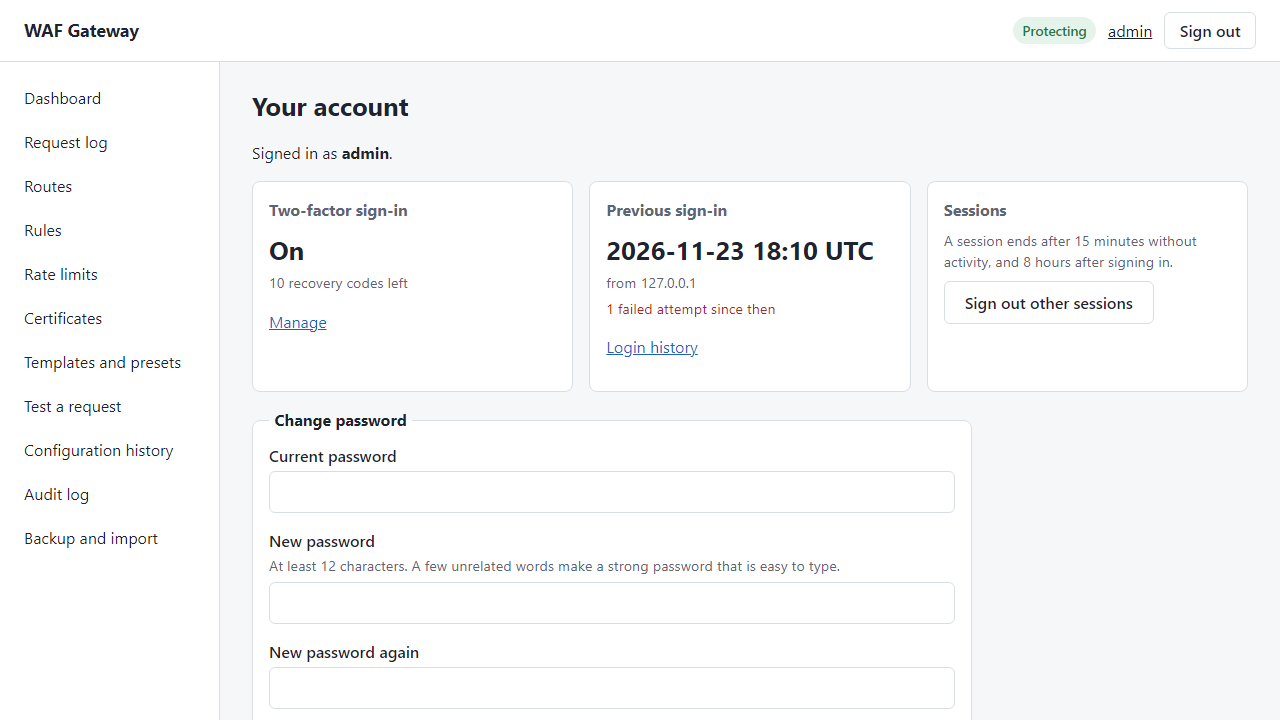 WAF Gateway
Protecting
admin
Sign out
Dashboard
Request log
Routes
Rules
Rate limits
Certificates
Templates and presets
Test a request
Configuration history
Audit log
Backup and import
Your account
Signed in as admin.
Two-factor sign-in
On
10 recovery codes left
Manage
Previous sign-in
2026-11-23 18:10 UTC
from 127.0.0.1
1 failed attempt since then
Login history
Sessions
A session ends after 15 minutes without
activity, and 8 hours after signing in.
Sign out other sessions
Change password
Current password
New password
At least 12 characters. A few unrelated words make a strong password that is easy to type.
New password again